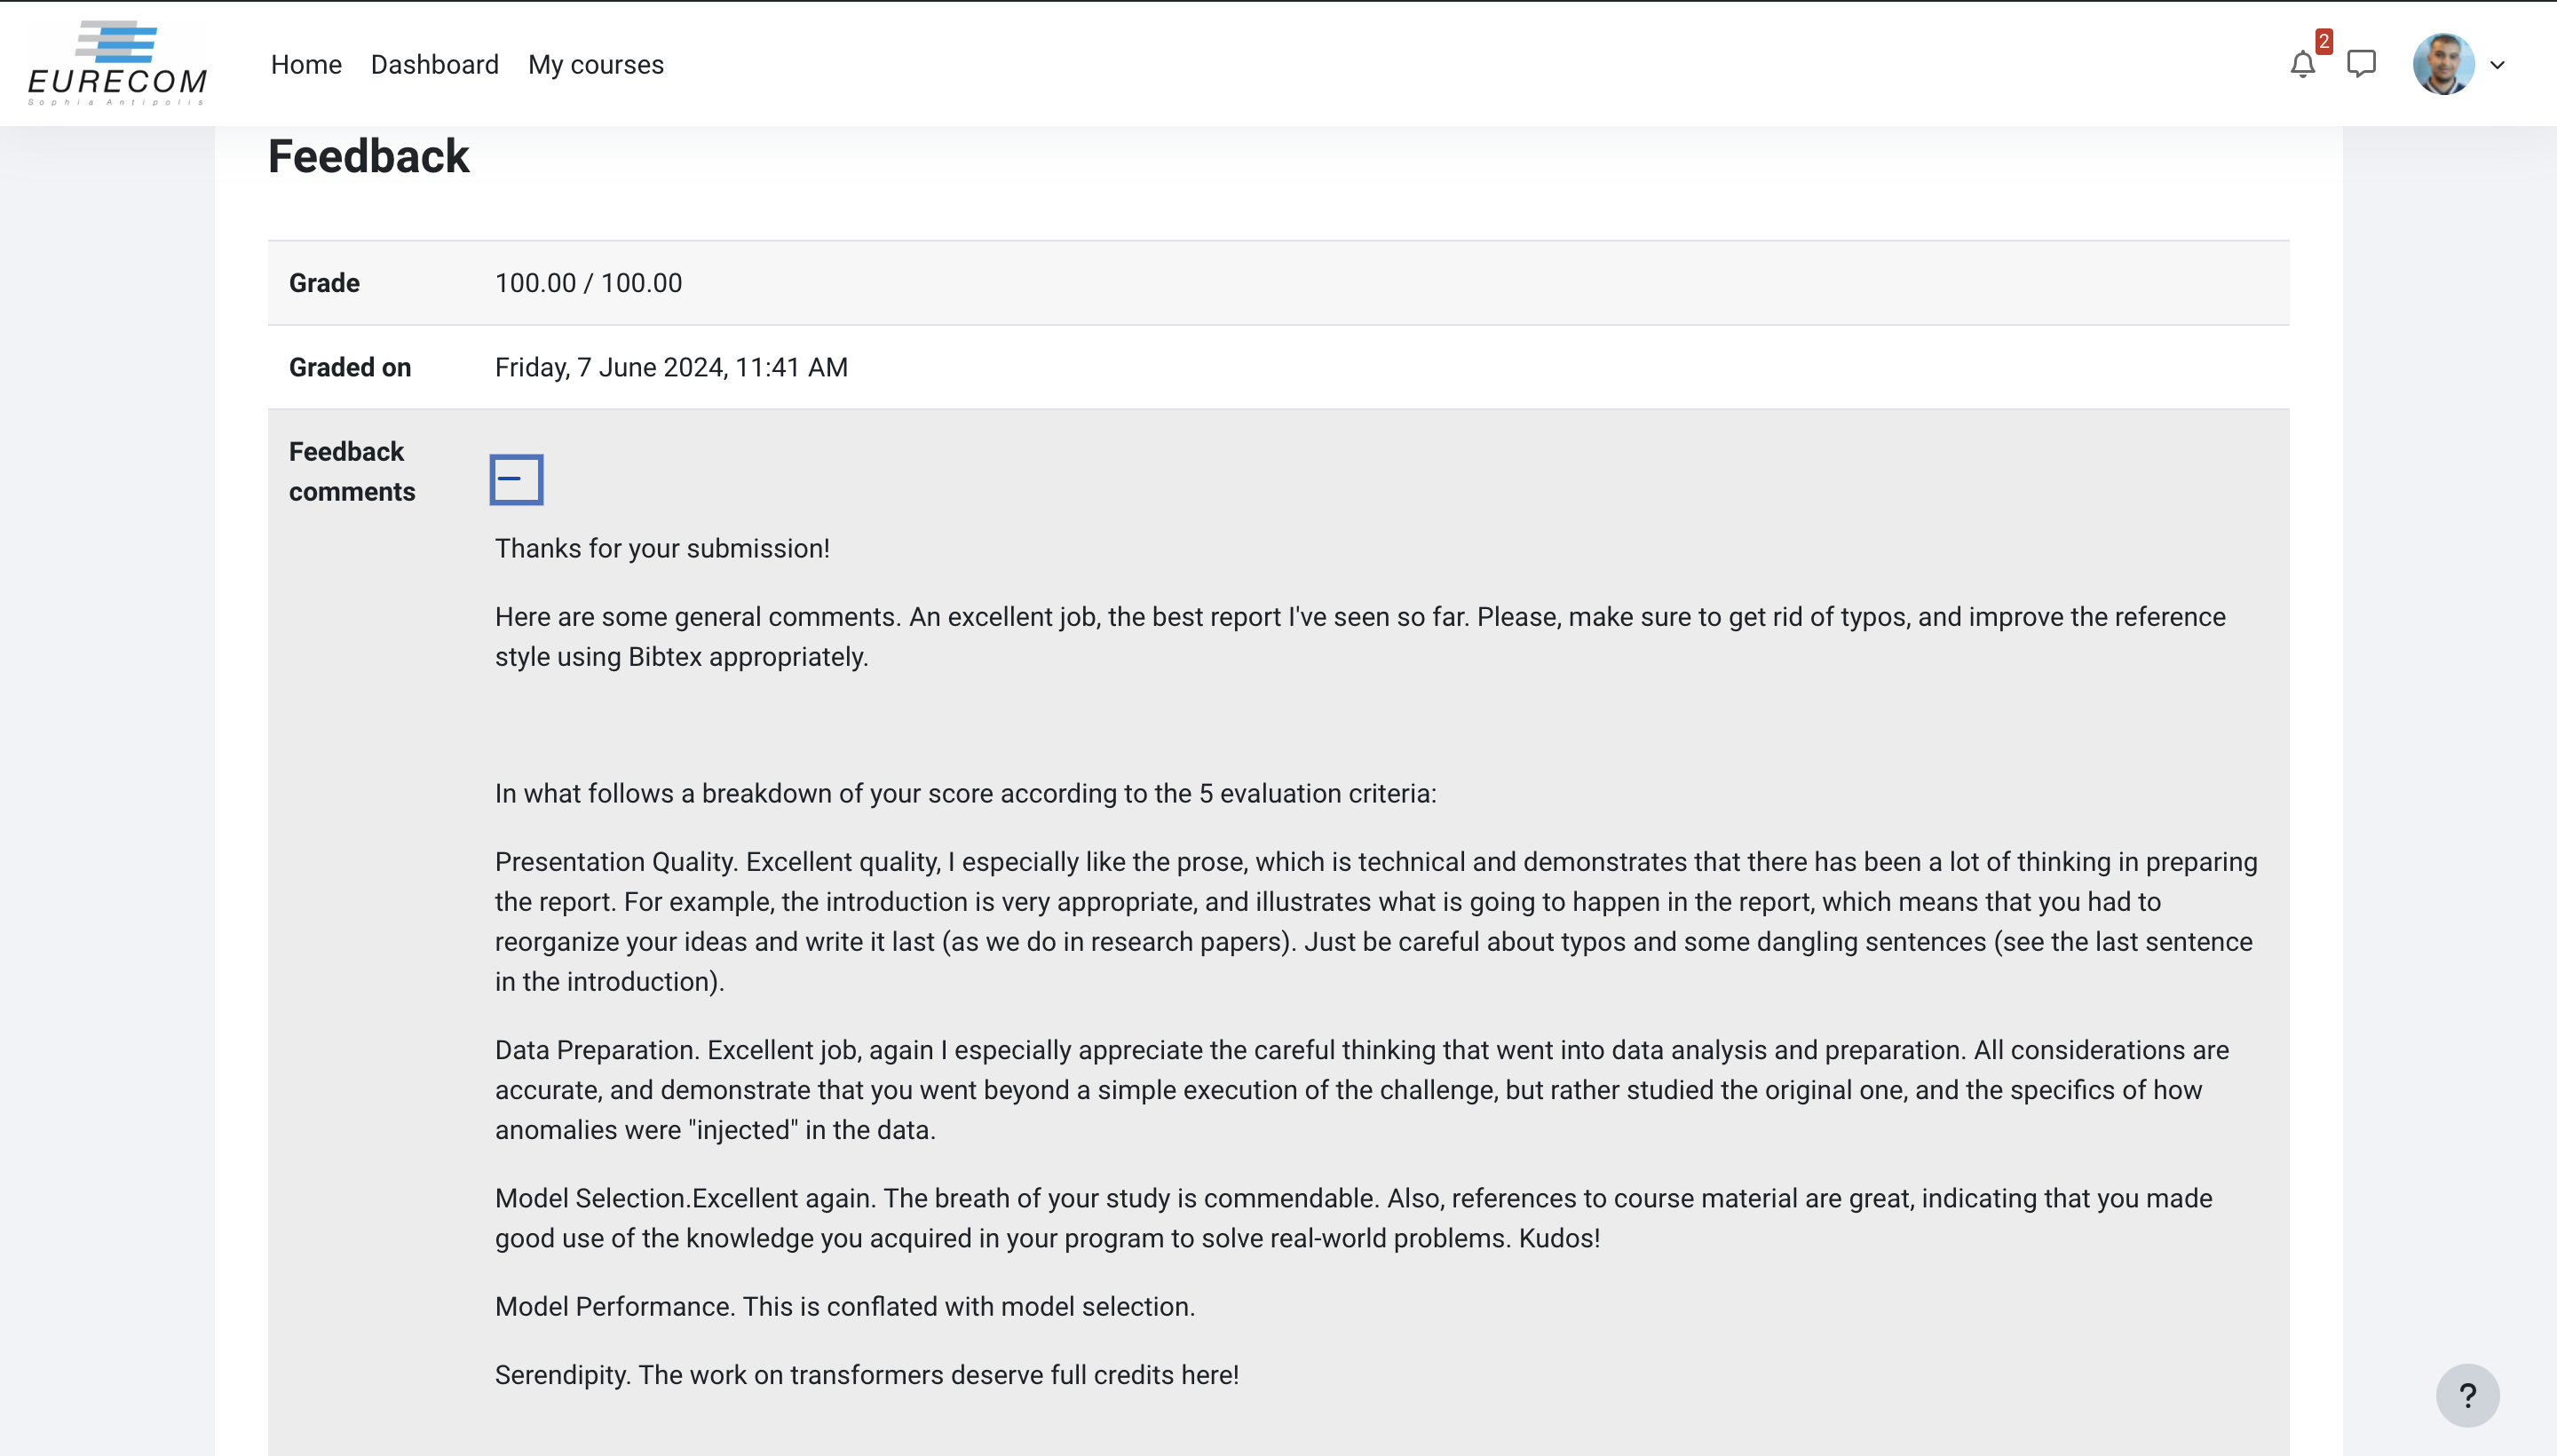 EURECOM
Sophia Antipolis
Home Dashboard My courses
2
Feedback
Grade 100.00 / 100.00
Graded on Friday, 7 June 2024, 11:41 AM
Feedback
comments
Thanks for your submission!
Here are some general comments. An excellent job, the best report I've seen so far. Please, make sure to get rid of typos, and improve the reference
style using Bibtex appropriately.
In what follows a breakdown of your score according to the 5 evaluation criteria:
Presentation Quality. Excellent quality, I especially like the prose, which is technical and demonstrates that there has been a lot of thinking in preparing
the report. For example, the introduction is very appropriate, and illustrates what is going to happen in the report, which means that you had to
reorganize your ideas and write it last (as we do in research papers). Just be careful about typos and some dangling sentences (see the last sentence
in the introduction).
Data Preparation. Excellent job, again I especially appreciate the careful thinking that went into data analysis and preparation. All considerations are
accurate, and demonstrate that you went beyond a simple execution of the challenge, but rather studied the original one, and the specifics of how
anomalies were "injected" in the data.
Model Selection.Excellent again. The breath of your study is commendable. Also, references to course material are great, indicating that you made
good use of the knowledge you acquired in your program to solve real-world problems. Kudos!
Model Performance. This is conflated with model selection.
Serendipity. The work on transformers deserve full credits here!
?